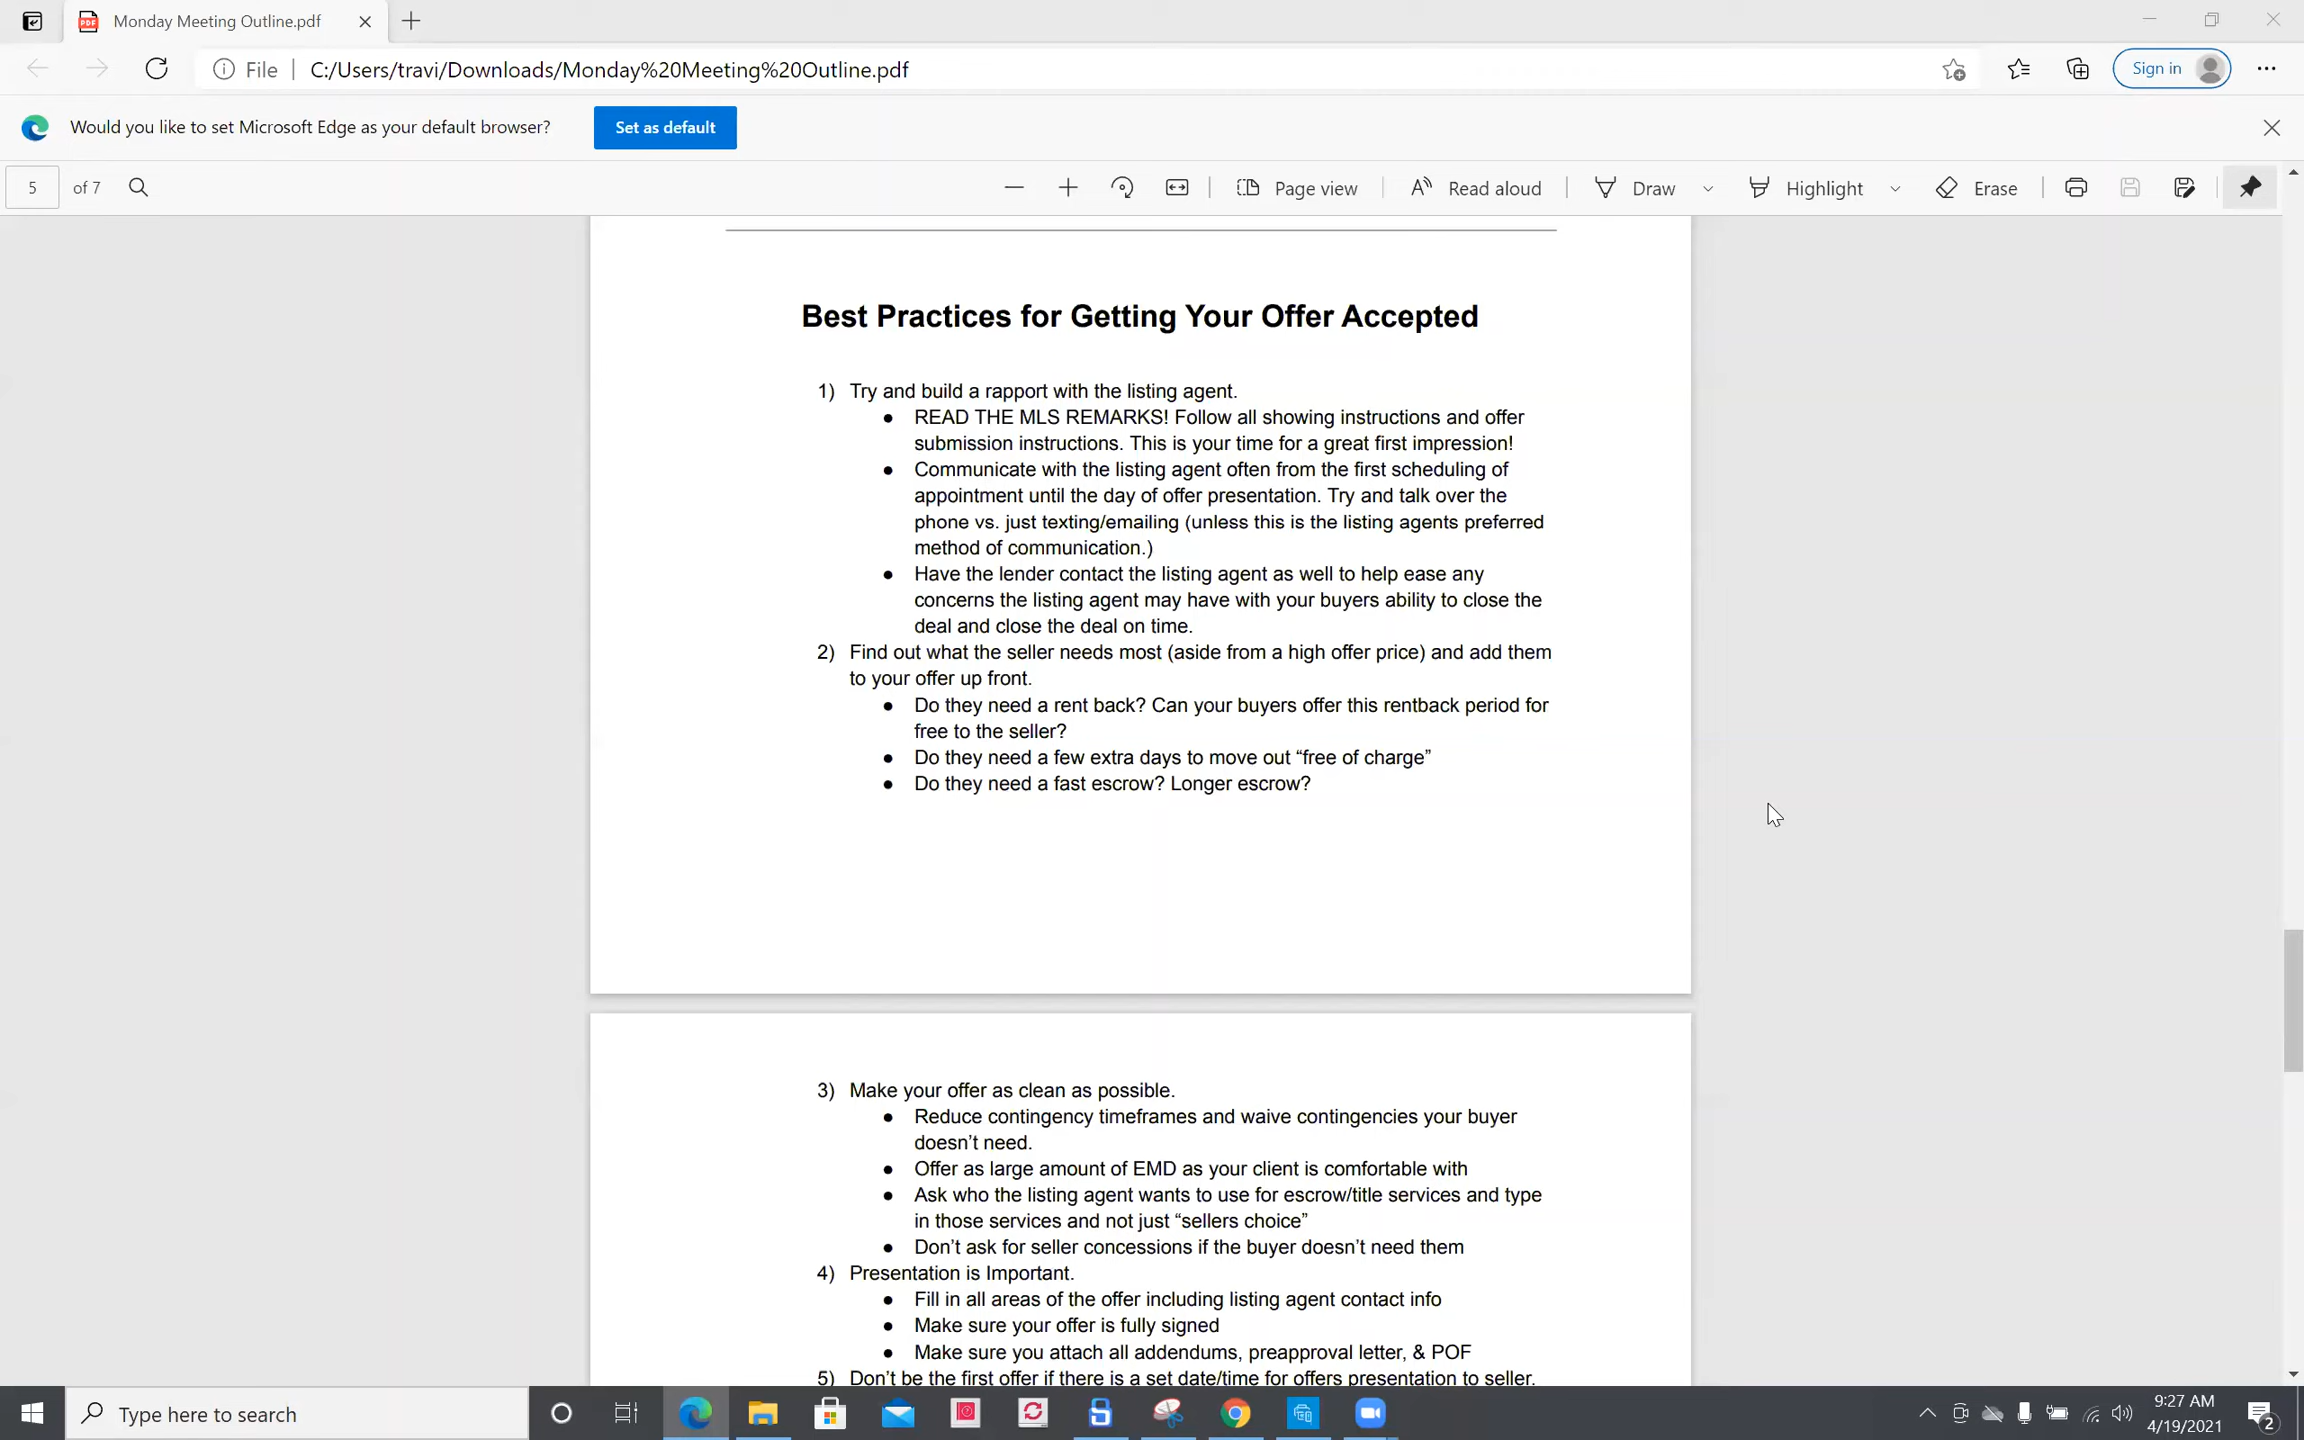 Monday Meeting Outline.pdf
File
C:/Users/travi/Downloads/Monday%20Meeting%20Outline.pdf
Sign in
Would you like to set Microsoft Edge as your default browser?
Set as default
5 of 7
Page view
Read aloud
Draw
Highlight
Erase
Best Practices for Getting Your Offer Accepted
1) Try and build a rapport with the listing agent.
● READ THE MLS REMARKS! Follow all showing instructions and offer
submission instructions. This is your time for a great first impression!
● Communicate with the listing agent often from the first scheduling of
appointment until the day of offer presentation. Try and talk over the
phone vs. just texting/emailing (unless this is the listing agents preferred
method of communication.)
● Have the lender contact the listing agent as well to help ease any
concerns the listing agent may have with your buyers ability to close the
deal and close the deal on time.
2) Find out what the seller needs most (aside from a high offer price) and add them
to your offer up front.
● Do they need a rent back? Can your buyers offer this rentback period for
free to the seller?
● Do they need a few extra days to move out “free of charge”
● Do they need a fast escrow? Longer escrow?
3) Make your offer as clean as possible.
● Reduce contingency timeframes and waive contingencies your buyer
doesn’t need.
● Offer as large amount of EMD as your client is comfortable with
● Ask who the listing agent wants to use for escrow/title services and type
in those services and not just “sellers choice”
● Don’t ask for seller concessions if the buyer doesn’t need them
4) Presentation is Important.
● Fill in all areas of the offer including listing agent contact info
● Make sure your offer is fully signed
● Make sure you attach all addendums, preapproval letter, & POF
5) Don’t be the first offer if there is a set date/time for offers presentation to seller.
Type here to search
9:27 AM
4/19/2021
2